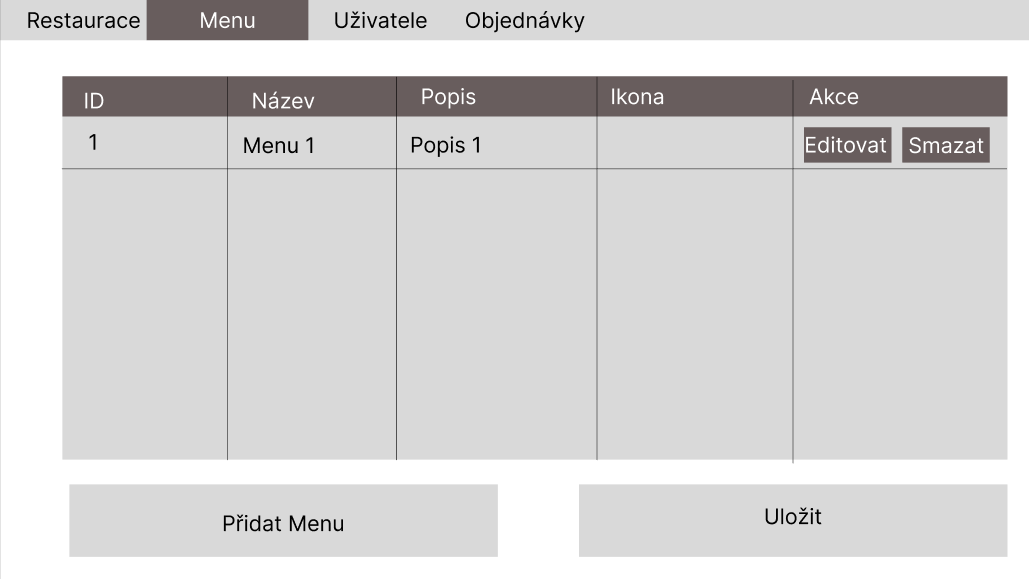 Restaurace Menu Uživatele Objednávky
ID Název Popis Ikona Akce
1 Menu 1 Popis 1 Editovat Smazat
Přidat Menu Uložit